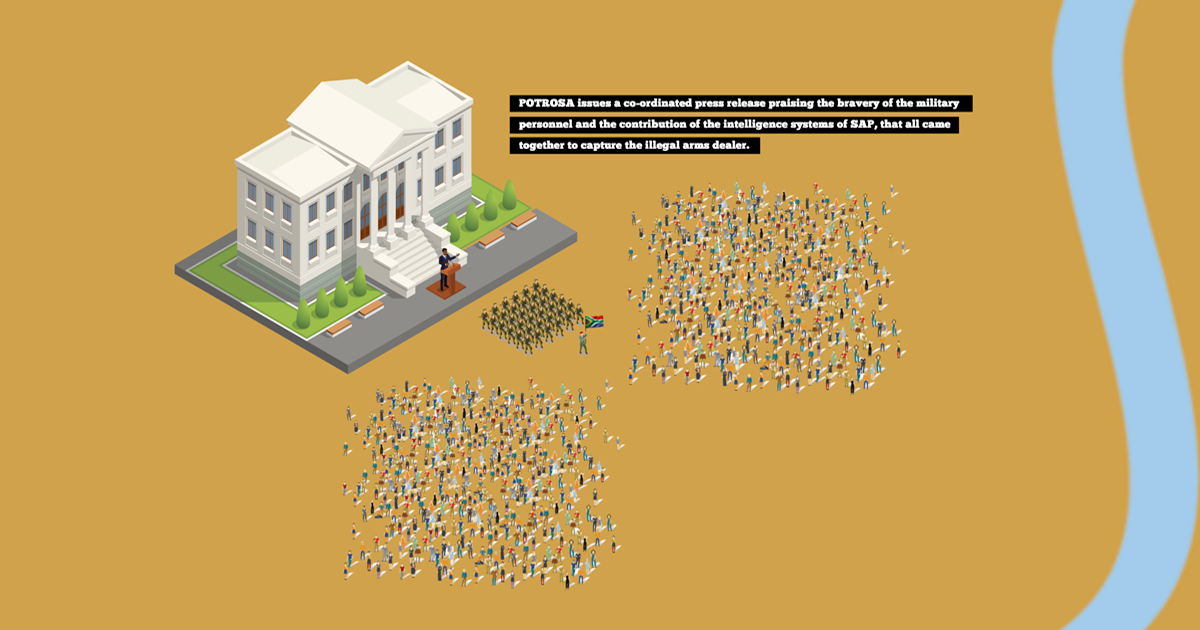 POTROSA issues a co-ordinated press release praising the bravery of the military
personnel and the contribution of the intelligence systems of SAP, that all came
together to capture the illegal arms dealer.